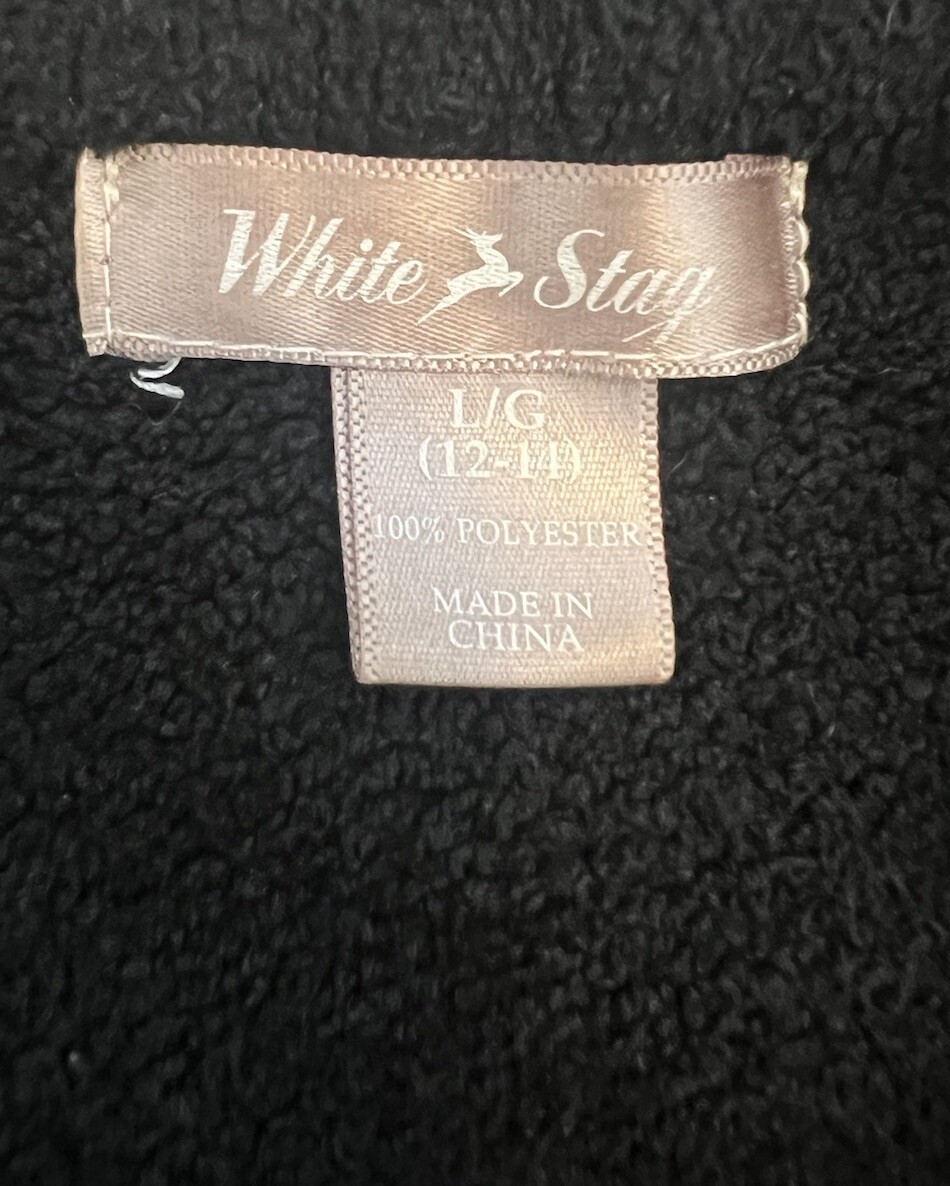 White Stag
L/G
(12-14)
100% POLYESTER
MADE IN
CHINA